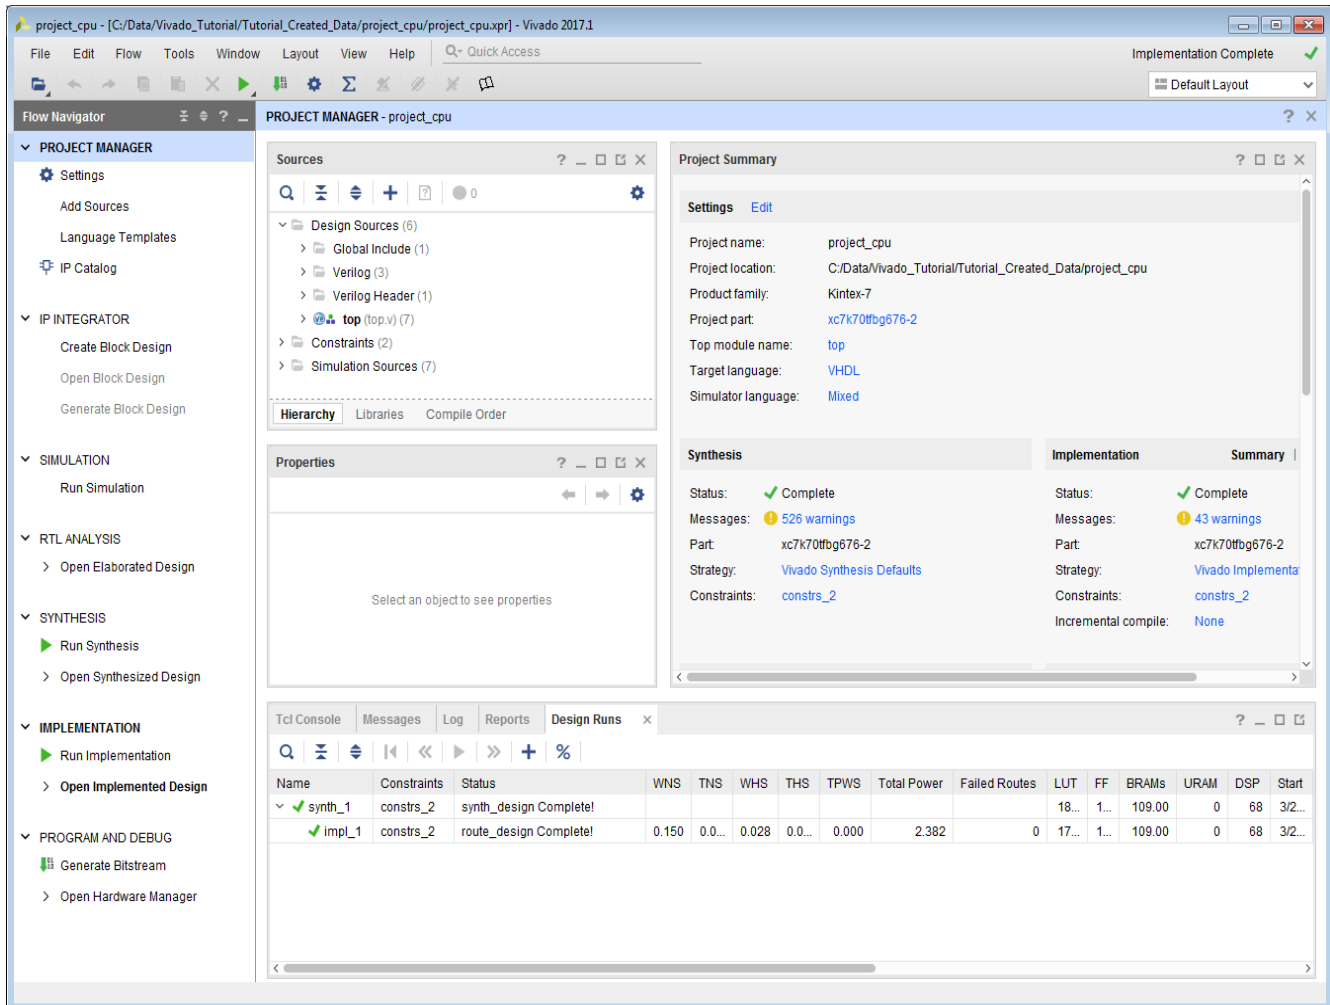 project_cpu - [C:/Data/Vivado_Tutorial/Tutorial_Created_Data/project_cpu/project_cpu.xpr] - Vivado 2017.1
File Edit Flow Tools Window Layout View Help Quick Access Implementation Complete
Default Layout
Flow Navigator
PROJECT MANAGER
Settings
Add Sources
Language Templates
IP Catalog
IP INTEGRATOR
Create Block Design
Open Block Design
Generate Block Design
SIMULATION
Run Simulation
RTL ANALYSIS
Open Elaborated Design
SYNTHESIS
Run Synthesis
Open Synthesized Design
IMPLEMENTATION
Run Implementation
Open Implemented Design
PROGRAM AND DEBUG
Generate Bitstream
Open Hardware Manager
PROJECT MANAGER - project_cpu
Sources
0
Design Sources (6)
Global Include (1)
Verilog (3)
Verilog Header (1)
top (top.v) (7)
Constraints (2)
Simulation Sources (7)
Hierarchy Libraries Compile Order
Properties
Select an object to see properties
Project Summary
Settings Edit
Project name: project_cpu
Project location: C:/Data/Vivado_Tutorial/Tutorial_Created_Data/project_cpu
Product family: Kintex-7
Project part: xc7k70tfbg676-2
Top module name: top
Target language: VHDL
Simulator language: Mixed
Synthesis
Status: Complete
Messages: 526 warnings
Part: xc7k70tfbg676-2
Strategy: Vivado Synthesis Defaults
Constraints: constrs_2
Implementation Summary
Status: Complete
Messages: 43 warnings
Part: xc7k70tfbg676-2
Strategy: Vivado Implementa
Constraints: constrs_2
Incremental compile: None
Tcl Console Messages Log Reports Design Runs
Name Constraints Status WNS TNS WHS THS TPWS Total Power Failed Routes LUT FF BRAMs URAM DSP Start
synth_1 constrs_2 synth_design Complete! 18... 1... 109.00 0 68 3/2...
impl_1 constrs_2 route_design Complete! 0.150 0.0... 0.028 0.0... 0.000 2.382 0 17... 1... 109.00 0 68 3/2...